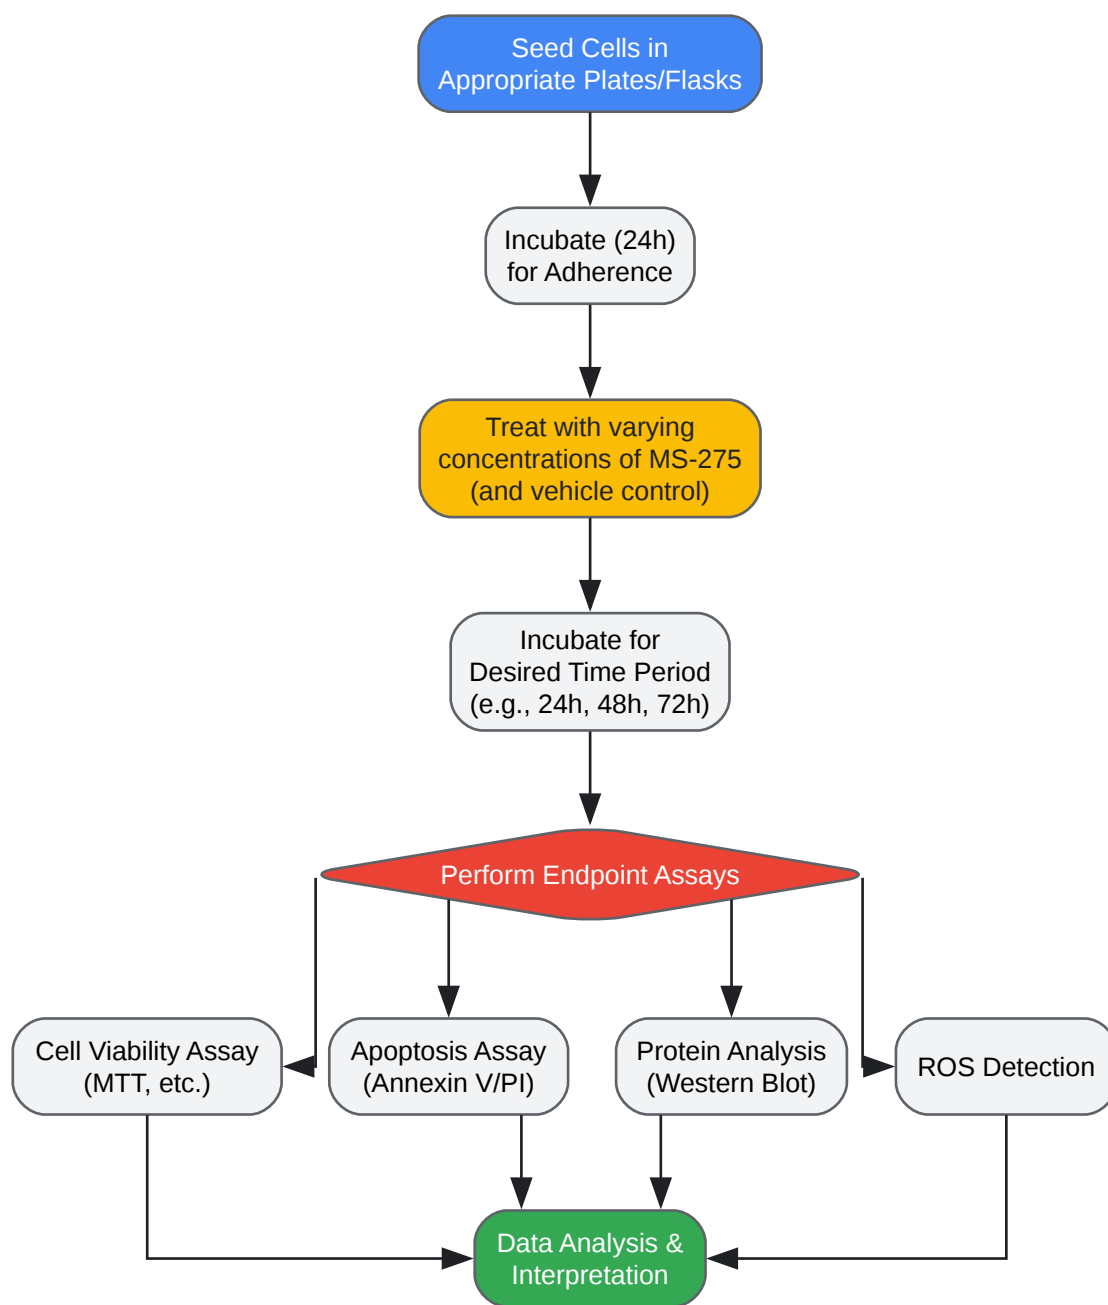 Seed Cells in
Appropriate Plates/Flasks
Incubate (24h)
for Adherence
Treat with varying
concentrations of MS-275
(and vehicle control)
Incubate for
Desired Time Period
(e.g., 24h, 48h, 72h)
Perform Endpoint Assays
Cell Viability Assay
(MTT, etc.)
Apoptosis Assay
(Annexin V/PI)
Protein Analysis
(Western Blot)
ROS Detection
Data Analysis &
Interpretation